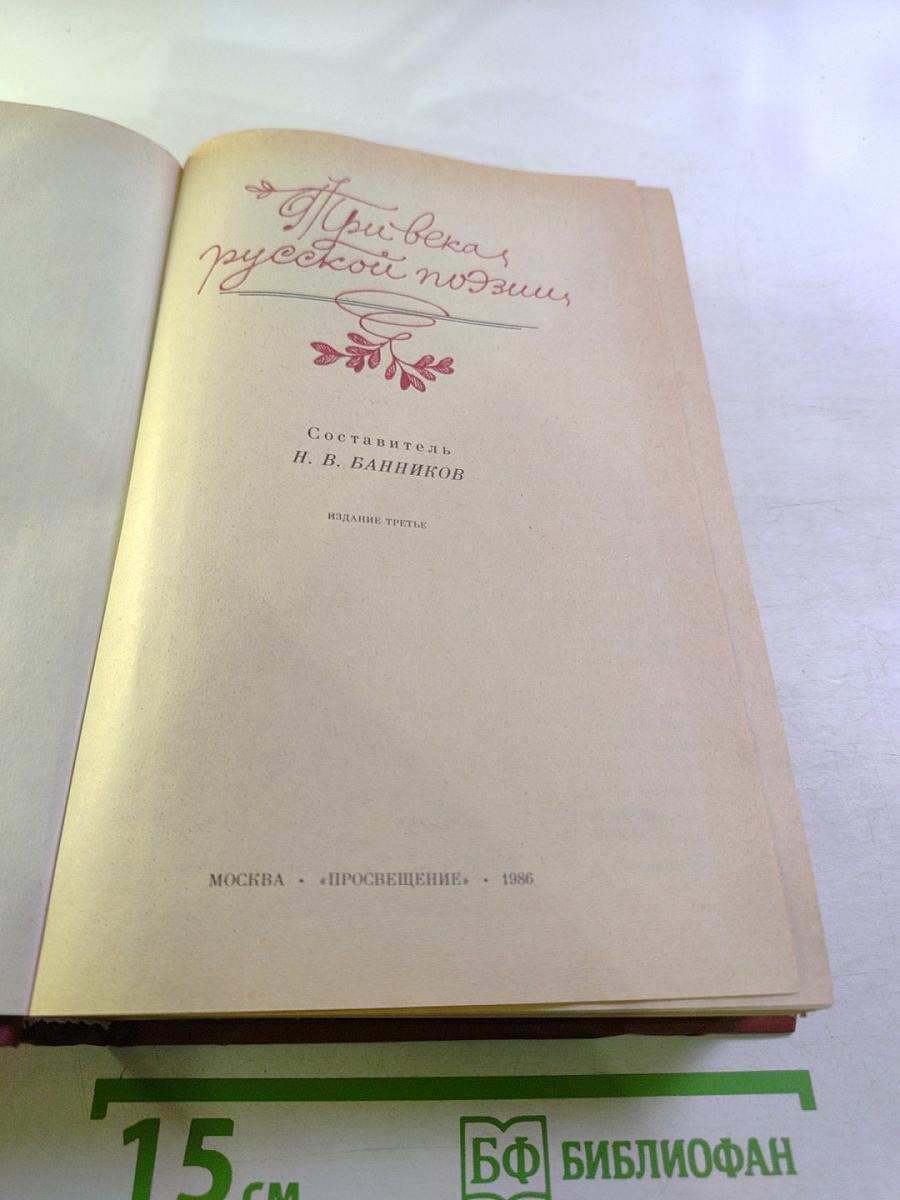 Три века
русской поэзии
Составитель
Н. В. БАННИКОВ
ИЗДАНИЕ ТРЕТЬЕ
МОСКВА · «ПРОСВЕЩЕНИЕ» · 1986
15 см
БФ БИБЛИОФАН